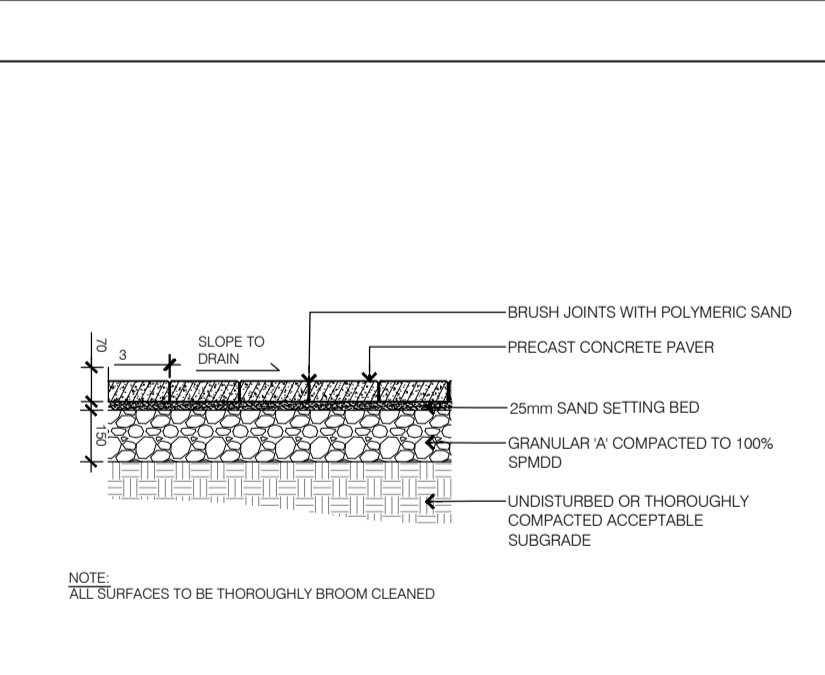 BRUSH JOINTS WITH POLYMERIC SAND
SLOPE TO
DRAIN
70
3
PRECAST CONCRETE PAVER
25mm SAND SETTING BED
150
GRANULAR 'A' COMPACTED TO 100%
SPMDD
UNDISTURBED OR THOROUGHLY
COMPACTED ACCEPTABLE
SUBGRADE
NOTE:
ALL SURFACES TO BE THOROUGHLY BROOM CLEANED